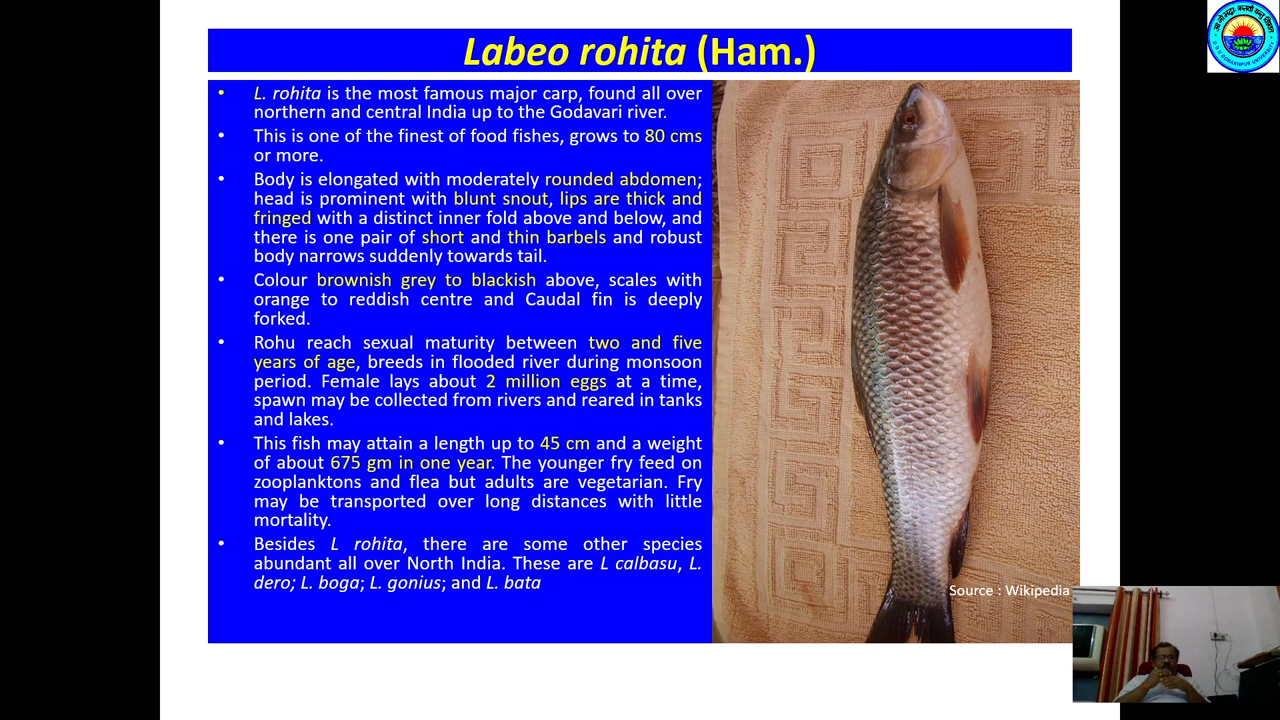 Labeo rohita (Ham.)
• L. rohita is the most famous major carp, found all over
northern and central India up to the Godavari river.
• This is one of the finest of food fishes, grows to 80 cms
or more.
• Body is elongated with moderately rounded abdomen;
head is prominent with blunt snout, lips are thick and
fringed with a distinct inner fold above and below, and
there is one pair of short and thin barbels and robust
body narrows suddenly towards tail.
• Colour brownish grey to blackish above, scales with
orange to reddish centre and Caudal fin is deeply
forked.
• Rohu reach sexual maturity between two and five
years of age, breeds in flooded river during monsoon
period. Female lays about 2 million eggs at a time,
spawn may be collected from rivers and reared in tanks
and lakes.
• This fish may attain a length up to 45 cm and a weight
of about 675 gm in one year. The younger fry feed on
zooplanktons and flea but adults are vegetarian. Fry
may be transported over long distances with little
mortality.
• Besides L rohita, there are some other species
abundant all over North India. These are L calbasu, L.
dero; L. boga; L. gonius; and L. bata
Source : Wikipedia